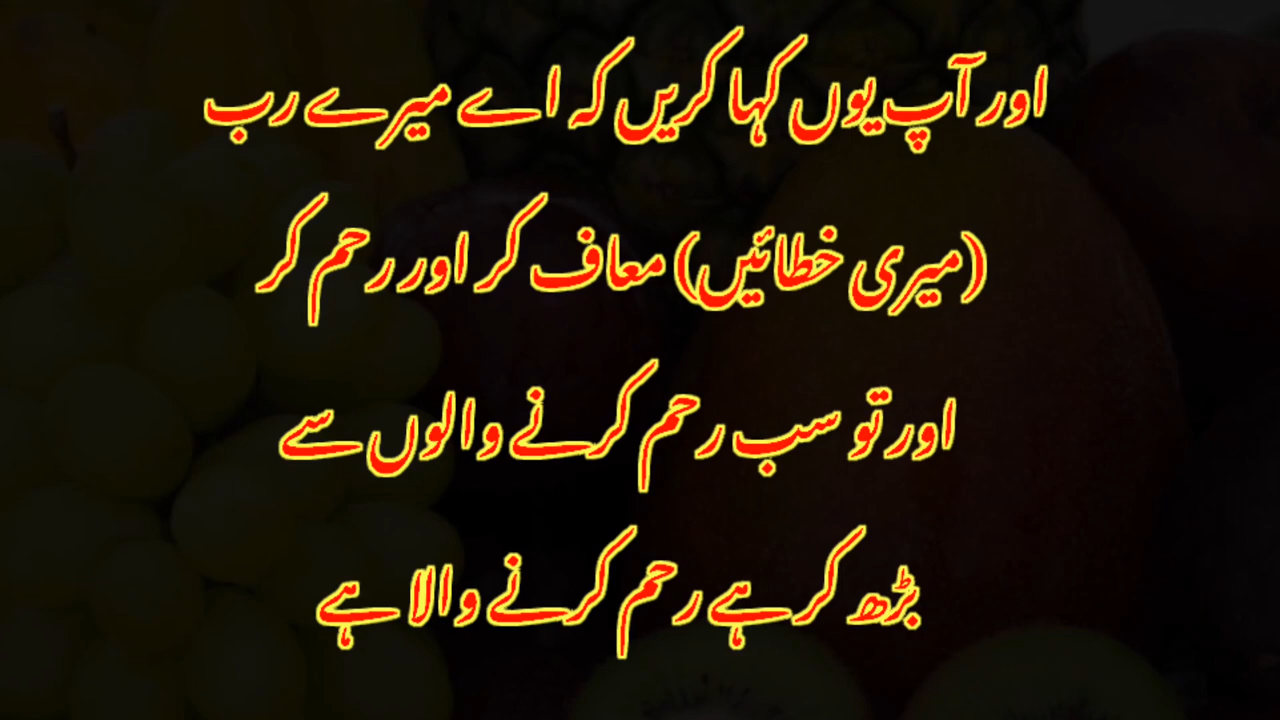 اور آپ یوں کہا کریں کہ اے میرے رب
(میری خطائیں) معاف کر اور رحم کر
اور تو سب رحم کرنے والوں سے
بڑھ کر ہے رحم کرنے والا ہے